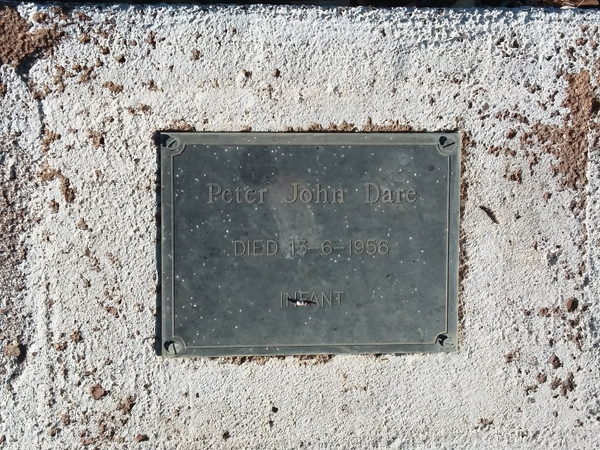 Peter John Dare
DIED 13-6-1956
INFANT